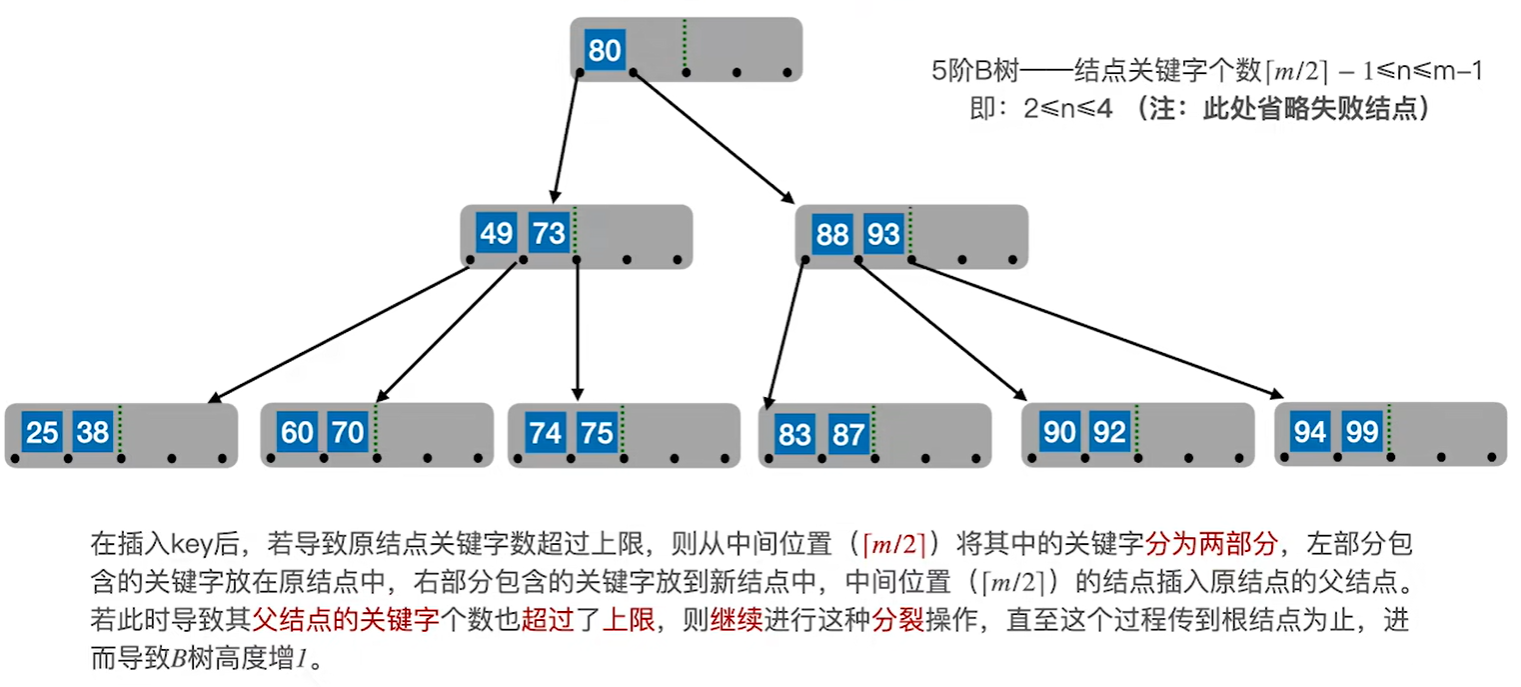 80
5阶B树——结点关键字个数⌈m/2⌉ − 1≤n≤m–1
即：2≤n≤4 （注：此处省略失败结点）
49 73
88 93
25 38
60 70
74 75
83 87
90 92
94 99
在插入key后，若导致原结点关键字数超过上限，则从中间位置（⌈m/2⌉）将其中的关键字分为两部分，左部分包
含的关键字放在原结点中，右部分包含的关键字放到新结点中，中间位置（⌈m/2⌉）的结点插入原结点的父结点。
若此时导致其父结点的关键字个数也超过了上限，则继续进行这种分裂操作，直至这个过程传到根结点为止，进
而导致B树高度增1。